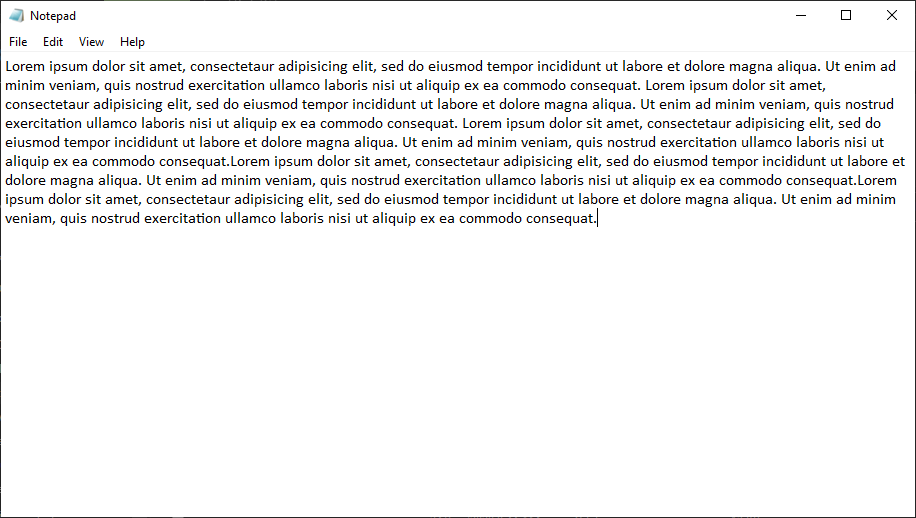 Notepad
File Edit View Help
Lorem ipsum dolor sit amet, consectetaur adipisicing elit, sed do eiusmod tempor incididunt ut labore et dolore magna aliqua. Ut enim ad
minim veniam, quis nostrud exercitation ullamco laboris nisi ut aliquip ex ea commodo consequat. Lorem ipsum dolor sit amet,
consectetaur adipisicing elit, sed do eiusmod tempor incididunt ut labore et dolore magna aliqua. Ut enim ad minim veniam, quis nostrud
exercitation ullamco laboris nisi ut aliquip ex ea commodo consequat. Lorem ipsum dolor sit amet, consectetaur adipisicing elit, sed do
eiusmod tempor incididunt ut labore et dolore magna aliqua. Ut enim ad minim veniam, quis nostrud exercitation ullamco laboris nisi ut
aliquip ex ea commodo consequat.Lorem ipsum dolor sit amet, consectetaur adipisicing elit, sed do eiusmod tempor incididunt ut labore et
dolore magna aliqua. Ut enim ad minim veniam, quis nostrud exercitation ullamco laboris nisi ut aliquip ex ea commodo consequat.Lorem
ipsum dolor sit amet, consectetaur adipisicing elit, sed do eiusmod tempor incididunt ut labore et dolore magna aliqua. Ut enim ad minim
veniam, quis nostrud exercitation ullamco laboris nisi ut aliquip ex ea commodo consequat.